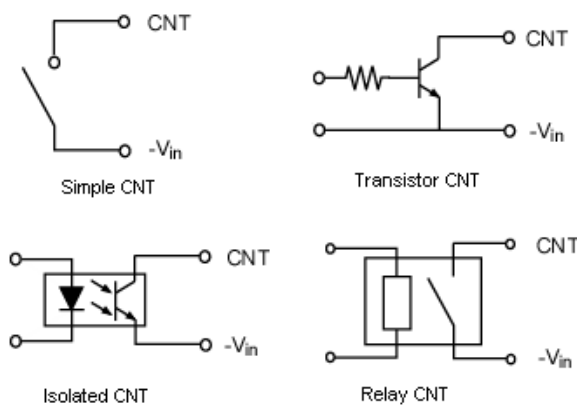 CNT
-Vin
Simple CNT
CNT
-Vin
Transistor CNT
CNT
-Vin
Isolated CNT
CNT
-Vin
Relay CNT